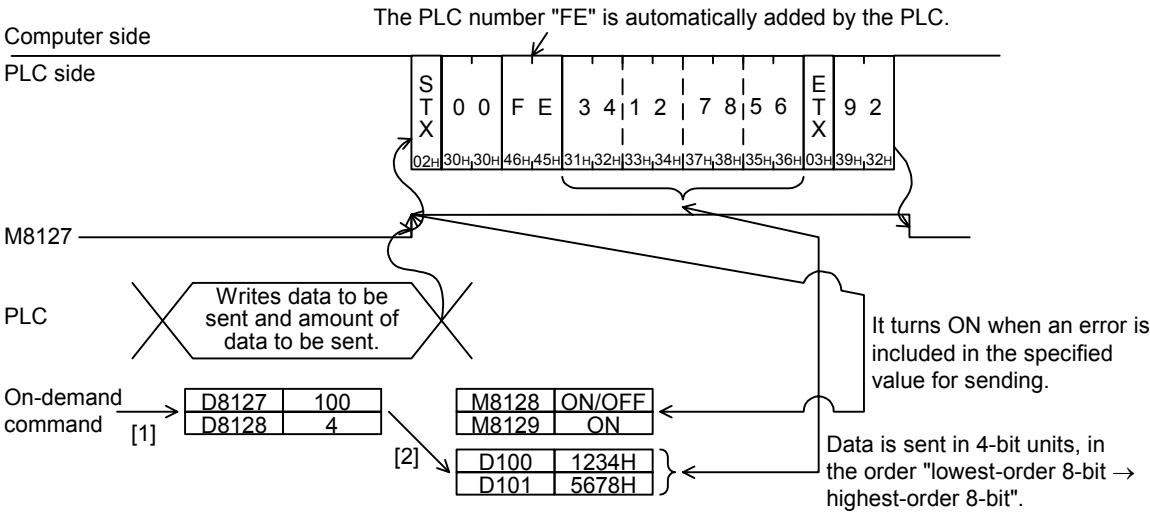 The PLC number "FE" is automatically added by the PLC.
Computer side
PLC side
STX 0 0 F E 3 4 1 2 7 8 5 6 ETX 9 2
02H 30H 30H 46H 45H 31H 32H 33H 34H 37H 38H 35H 36H 03H 39H 32H
M8127
PLC
Writes data to be
sent and amount of
data to be sent.
It turns ON when an error is
included in the specified
value for sending.
On-demand
command
[1]
D8127 100
D8128 4
[2]
M8128 ON/OFF
M8129 ON
D100 1234H
D101 5678H
Data is sent in 4-bit units, in
the order "lowest-order 8-bit →
highest-order 8-bit".